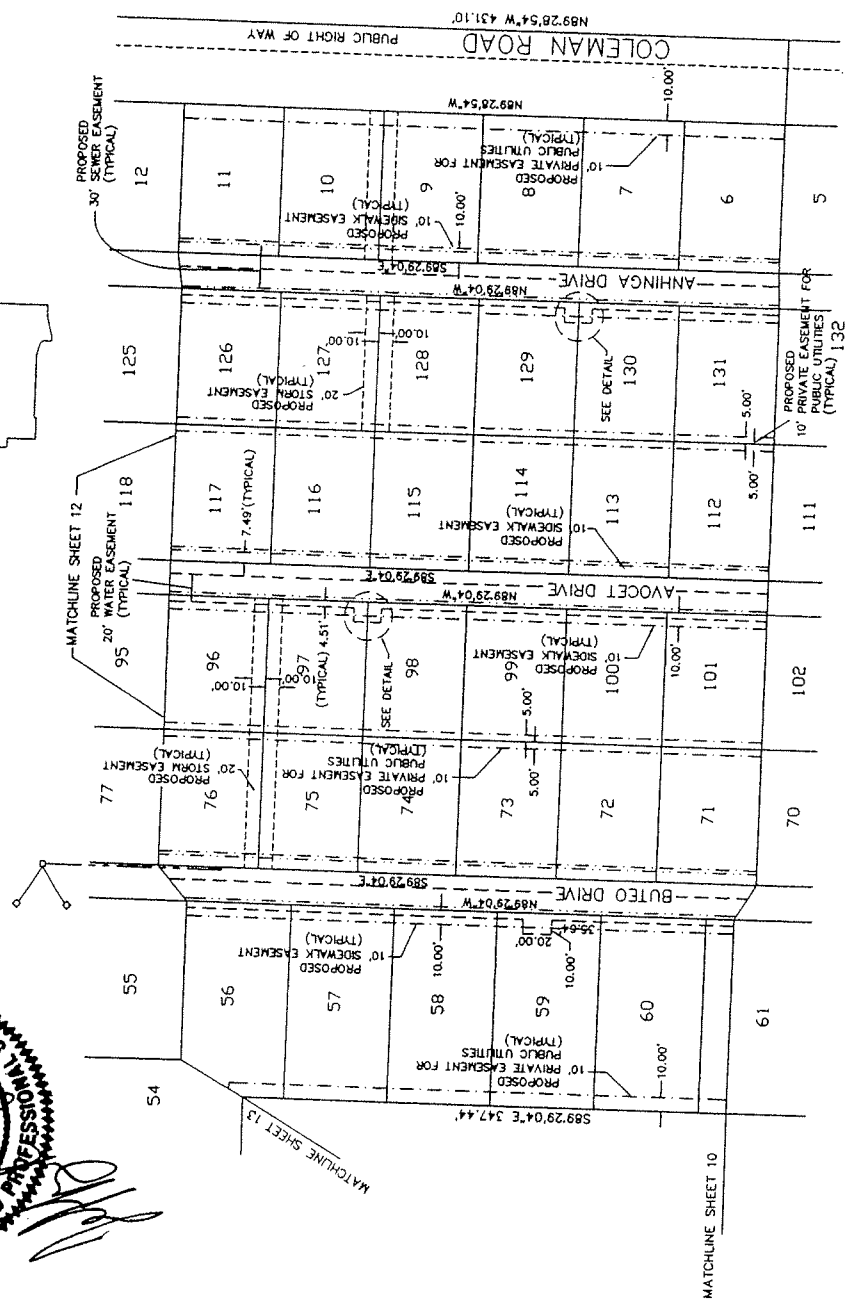 N89°28'54"W 431.10'
COLEMAN ROAD
PUBLIC RIGHT OF WAY
N89°28'54"W
10.00'
PROPOSED
30' SEWER EASEMENT
(TYPICAL)
12
11
10
9
8
7
6
5
PROPOSED
10' SIDEWALK EASEMENT
(TYPICAL)
10.00'
PROPOSED
10' PRIVATE EASEMENT FOR
PUBLIC UTILITIES
(TYPICAL)
S89°29'04"E
ANHINGA DRIVE
N89°29'04"W
125
126
127
128
129
130
131
132
10.00'
10.00'
PROPOSED
20' STORM EASEMENT
(TYPICAL)
SEE DETAIL
5.00'
5.00'
PROPOSED
10' PRIVATE EASEMENT FOR
PUBLIC UTILITIES
(TYPICAL)
MATCHLINE SHEET 12
118
117
116
115
114
113
112
111
7.49'(TYPICAL)
PROPOSED
20' WATER EASEMENT
(TYPICAL)
PROPOSED
10' SIDEWALK EASEMENT
(TYPICAL)
S89°29'04"E
AVOCET DRIVE
N89°29'04"W
95
96
97
98
99
100
101
102
10.00'
10.00'
(TYPICAL) 4.51'
SEE DETAIL
PROPOSED
10' SIDEWALK EASEMENT
(TYPICAL)
10.00'
5.00'
5.00'
77
76
75
74
73
72
71
70
PROPOSED
20' STORM EASEMENT
(TYPICAL)
PROPOSED
10' PRIVATE EASEMENT FOR
PUBLIC UTILITIES
(TYPICAL)
S89°29'04"E
BUTEO DRIVE
N89°29'04"W
55
56
57
58
59
60
61
54
PROPOSED
10' SIDEWALK EASEMENT
(TYPICAL)
10.00'
20.00'
35.64'
10.00'
PROPOSED
10' PRIVATE EASEMENT FOR
PUBLIC UTILITIES
(TYPICAL)
10.00'
S89°29'04"E 347.44'
MATCHLINE SHEET 13
MATCHLINE SHEET 10
PROFESSIONAL